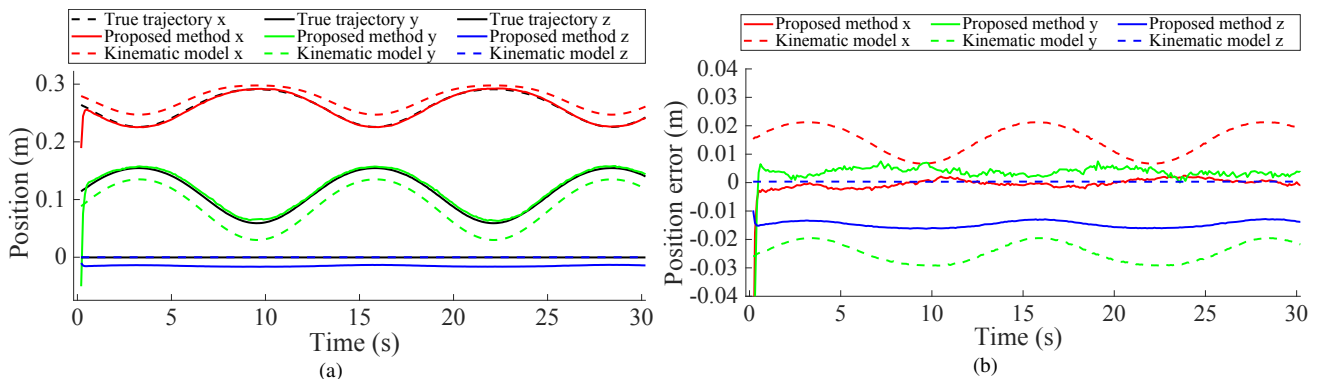 True trajectory x True trajectory y True trajectory z
Proposed method x Proposed method y Proposed method z
Kinematic model x Kinematic model y Kinematic model z
0.3
0.2
0.1
0
Position (m)
0 5 10 15 20 25 30
Time (s)
(a)
Proposed method x Proposed method y Proposed method z
Kinematic model x Kinematic model y Kinematic model z
0.04
0.03
0.02
0.01
0
-0.01
-0.02
-0.03
-0.04
Position error (m)
0 5 10 15 20 25 30
Time (s)
(b)